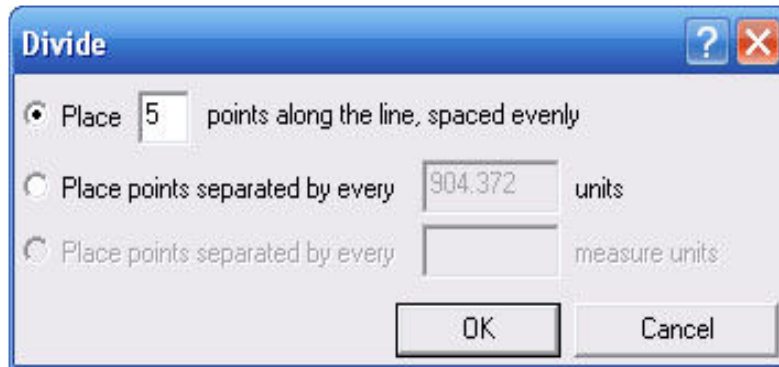 Divide
Place 5 points along the line, spaced evenly
Place points separated by every 904.372 units
Place points separated by every measure units
OK Cancel